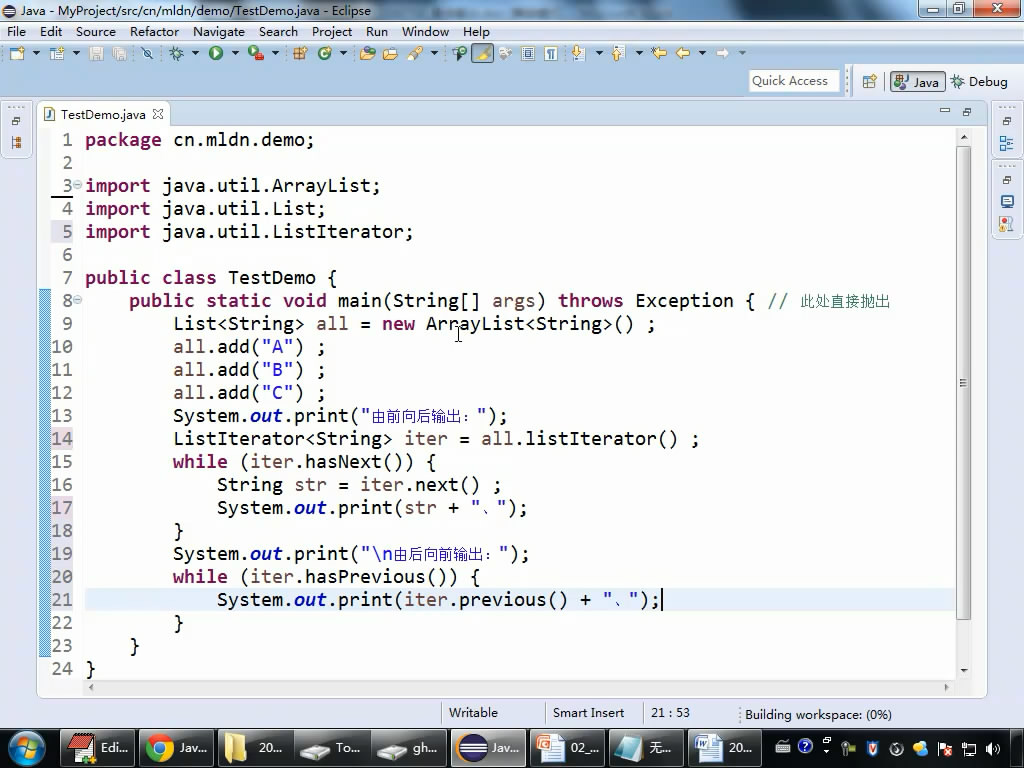 Java - MyProject/src/cn/mldn/demo/TestDemo.java - Eclipse
File Edit Source Refactor Navigate Search Project Run Window Help
Quick Access Java Debug
TestDemo.java
1 package cn.mldn.demo;
2
3 import java.util.ArrayList;
4 import java.util.List;
5 import java.util.ListIterator;
6
7 public class TestDemo {
8 public static void main(String[] args) throws Exception { // 此处直接抛出
9 List<String> all = new ArrayList<String>() ;
10 all.add("A") ;
11 all.add("B") ;
12 all.add("C") ;
13 System.out.print("由前向后输出：");
14 ListIterator<String> iter = all.listIterator() ;
15 while (iter.hasNext()) {
16 String str = iter.next() ;
17 System.out.print(str + "、");
18 }
19 System.out.print("\n由后向前输出：");
20 while (iter.hasPrevious()) {
21 System.out.print(iter.previous() + "、");
22 }
23 }
24 }
Writable Smart Insert 21 : 53 Building workspace: (0%)
Edi... Jav... 20... To... gh... Jav... 02_... 无... 20...